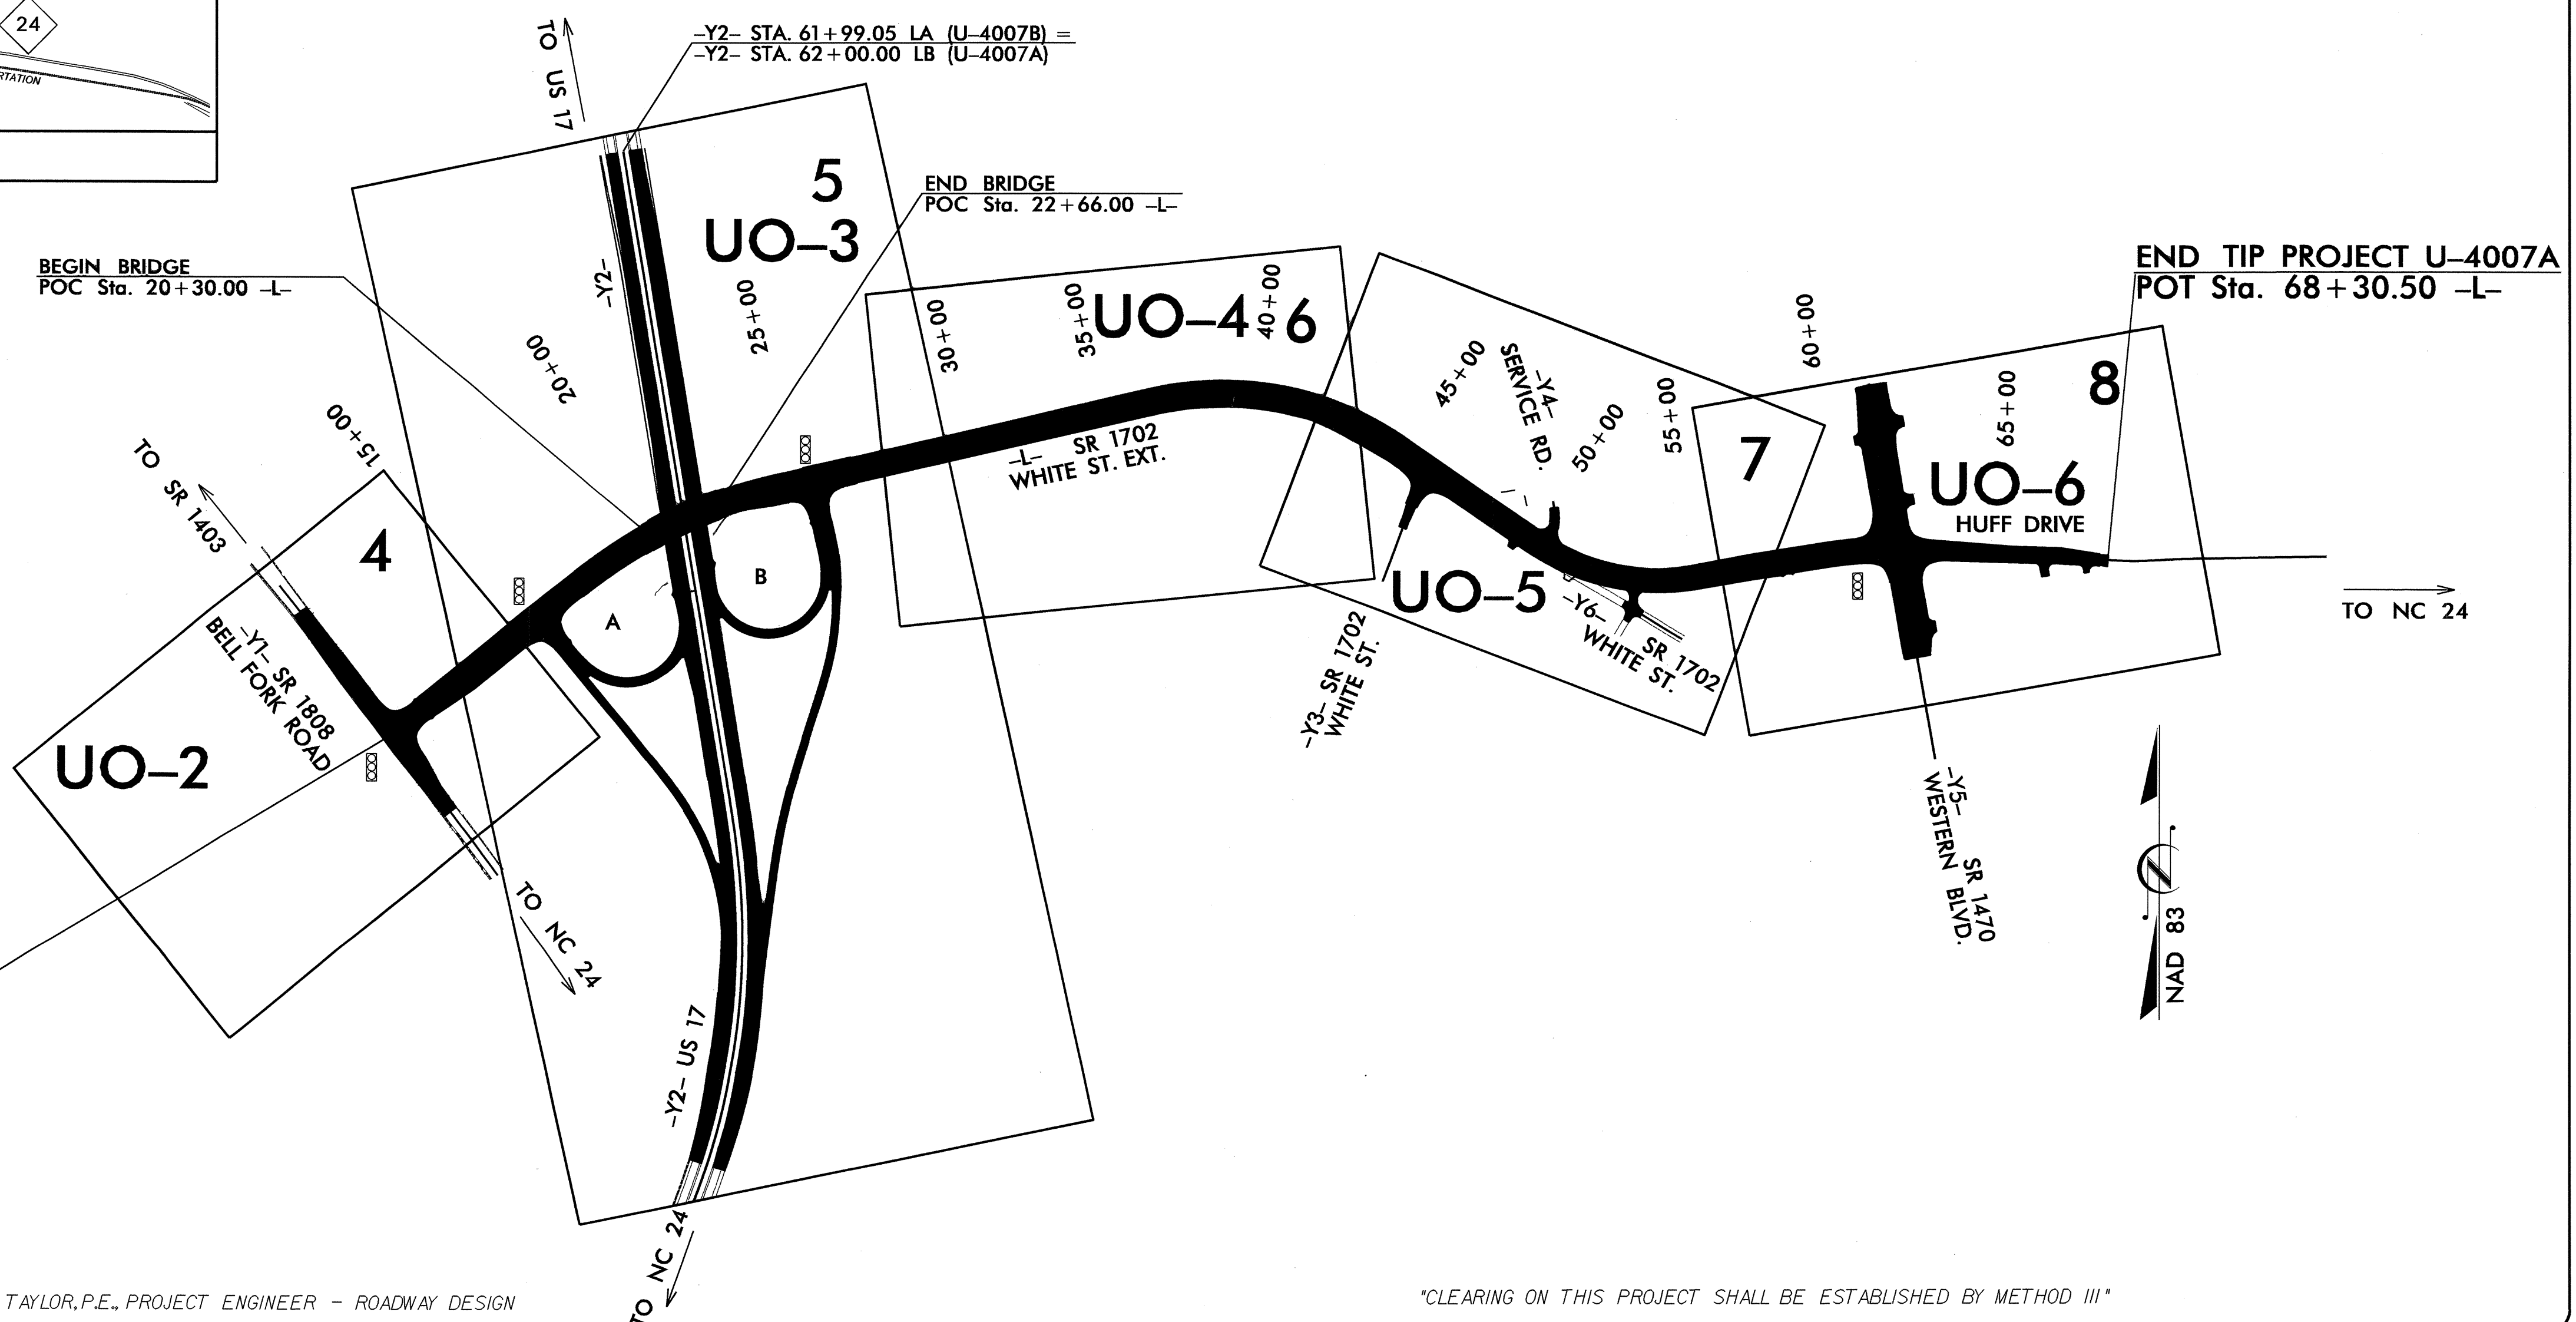 24
RTATION
TO US 17
–Y2– STA. 61+99.05 LA (U–4007B) =
–Y2– STA. 62+00.00 LB (U–4007A)
5
UO–3
END BRIDGE
POC Sta. 22+66.00 –L–
BEGIN BRIDGE
POC Sta. 20+30.00 –L–
–Y2–
15+00
20+00
25+00
30+00
35+00
UO–4
40+00
6
45+00
–Y4–
SERVICE RD.
50+00
55+00
60+00
65+00
END TIP PROJECT U–4007A
POT Sta. 68+30.50 –L–
8
7
UO–6
HUFF DRIVE
TO NC 24
TO SR 1403
4
–Y1– SR 1808
BELL FORK ROAD
UO–2
A
B
–L– SR 1702
WHITE ST. EXT.
UO–5
–Y3– SR 1702
WHITE ST.
–Y6– SR 1702
WHITE ST.
–Y5– SR 1470
WESTERN BLVD.
NAD 83
TO NC 24
–Y2– US 17
TO NC 24
TAYLOR, P.E., PROJECT ENGINEER – ROADWAY DESIGN
"CLEARING ON THIS PROJECT SHALL BE ESTABLISHED BY METHOD III"